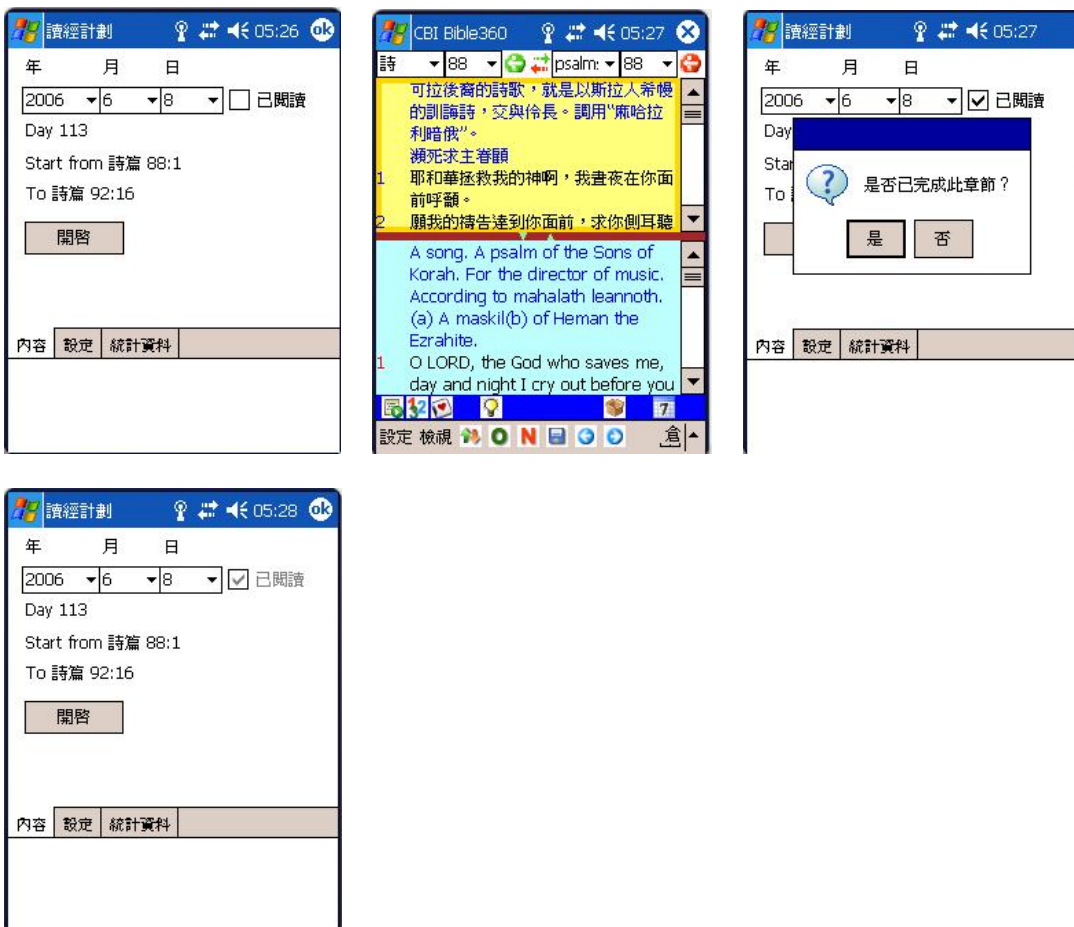 讀經計劃 05:26 ok
年 月 日
2006 6 8 已閱讀
Day 113
Start from 詩篇 88:1
To 詩篇 92:16
開啓
內容 設定 統計資料
CBI Bible360 05:27
詩 88 psalm: 88
可拉後裔的詩歌，就是以斯拉人希幔
的訓誨詩，交與伶長。調用“麻哈拉
利暗俄”。
瀕死求主眷顧
1 耶和華拯救我的神啊，我晝夜在你面
前呼籲。
2 願我的禱告達到你面前，求你側耳聽
A song. A psalm of the Sons of
Korah. For the director of music.
According to mahalath leannoth.
(a) A maskil(b) of Heman the
Ezrahite.
1 O LORD, the God who saves me,
day and night I cry out before you
7
設定 檢視 O N 倉
讀經計劃 05:27
年 月 日
2006 6 8 已閱讀
Day
Star
To
是否已完成此章節？
是 否
內容 設定 統計資料
讀經計劃 05:28 ok
年 月 日
2006 6 8 已閱讀
Day 113
Start from 詩篇 88:1
To 詩篇 92:16
開啓
內容 設定 統計資料